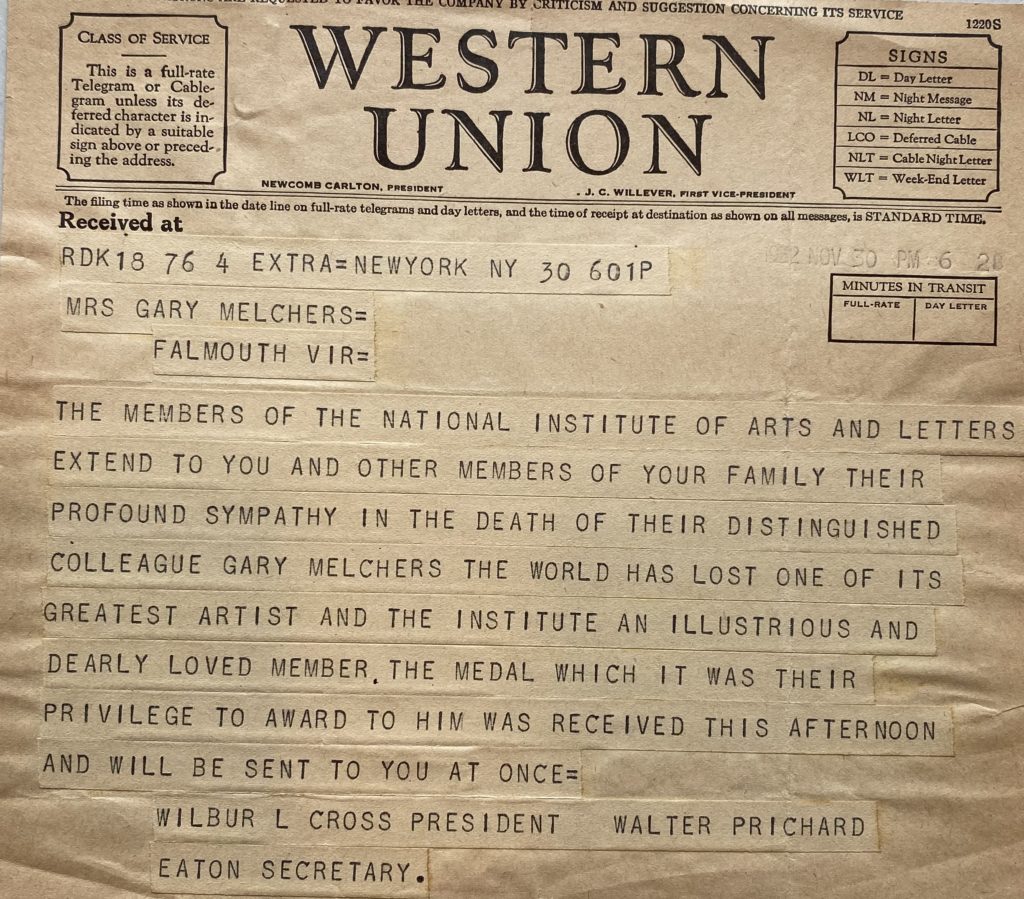 REQUESTED TO FAVOR THE COMPANY BY CRITICISM AND SUGGESTION CONCERNING ITS SERVICE
1220S
CLASS OF SERVICE
This is a full-rate
Telegram or Cable-
gram unless its de-
ferred character is in-
dicated by a suitable
sign above or preced-
ing the address.
WESTERN
UNION
NEWCOMB CARLTON, PRESIDENT
J. C. WILLEVER, FIRST VICE-PRESIDENT
SIGNS
DL = Day Letter
NM = Night Message
NL = Night Letter
LCO = Deferred Cable
NLT = Cable Night Letter
WLT = Week-End Letter
The filing time as shown in the date line on full-rate telegrams and day letters, and the time of receipt at destination as shown on all messages, is STANDARD TIME.
Received at
RDK18 76 4 EXTRA=NEWYORK NY 30 601P
NOV 30 PM 6
MINUTES IN TRANSIT
FULL-RATE
DAY LETTER
MRS GARY MELCHERS=
FALMOUTH VIR=
THE MEMBERS OF THE NATIONAL INSTITUTE OF ARTS AND LETTERS
EXTEND TO YOU AND OTHER MEMBERS OF YOUR FAMILY THEIR
PROFOUND SYMPATHY IN THE DEATH OF THEIR DISTINGUISHED
COLLEAGUE GARY MELCHERS THE WORLD HAS LOST ONE OF ITS
GREATEST ARTIST AND THE INSTITUTE AN ILLUSTRIOUS AND
DEARLY LOVED MEMBER. THE MEDAL WHICH IT WAS THEIR
PRIVILEGE TO AWARD TO HIM WAS RECEIVED THIS AFTERNOON
AND WILL BE SENT TO YOU AT ONCE=
WILBUR L CROSS PRESIDENT WALTER PRICHARD
EATON SECRETARY.